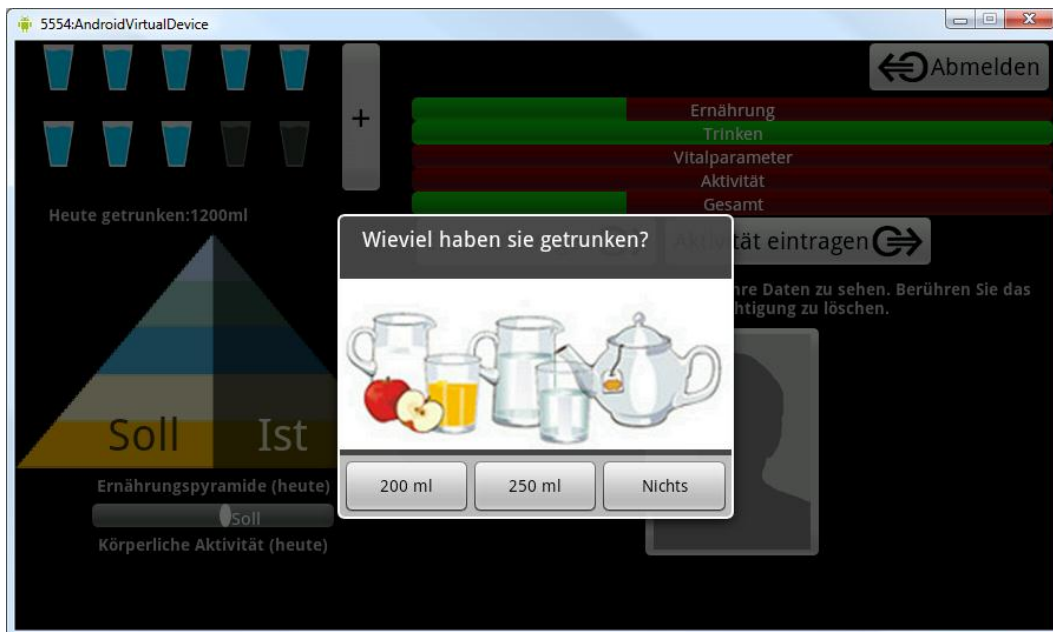 5554:AndroidVirtualDevice
+
Abmelden
Ernährung
Trinken
Vitalparameter
Aktivität
Gesamt
Heute getrunken:1200ml
Wieviel haben sie getrunken?
tät eintragen
hre Daten zu sehen. Berühren Sie das
htigung zu löschen.
Soll
Ist
200 ml
250 ml
Nichts
Ernährungspyramide (heute)
Soll
Körperliche Aktivität (heute)